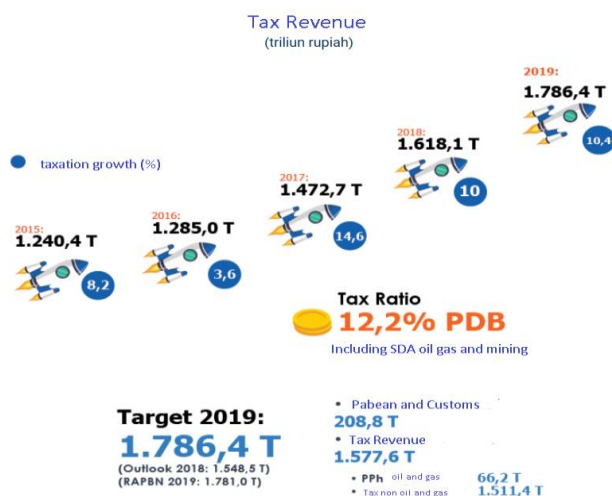 Tax Revenue
(triliun rupiah)
2019:
1.786,4 T
10,4
2018:
1.618,1 T
10
taxation growth (%)
2017:
1.472,7 T
14,6
2016:
1.285,0 T
3,6
2015:
1.240,4 T
8,2
Tax Ratio
12,2% PDB
Including SDA oil gas and mining
Target 2019:
1.786,4 T
(Outlook 2018: 1.548,5 T)
(RAPBN 2019: 1.781,0 T)
• Pabean and Customs
208,8 T
• Tax Revenue
1.577,6 T
• PPh oil and gas 66,2 T
• Tax non oil and gas 1.511,4 T